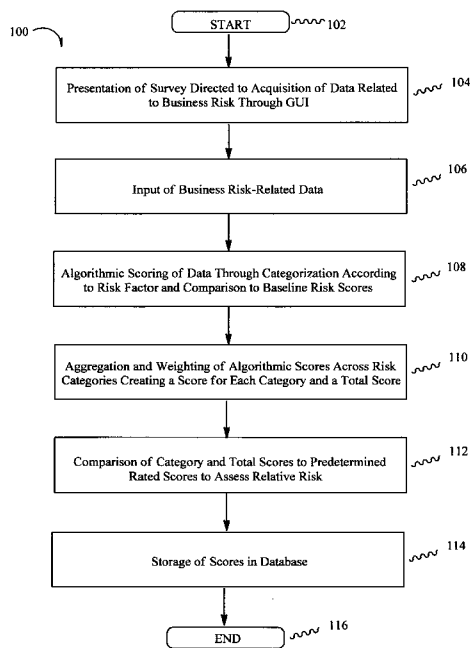 START
102
100
Presentation of Survey Directed to Acquisition of Data Related
to Business Risk Through GUI
104
Input of Business Risk-Related Data
106
Algorithmic Scoring of Data Through Categorization According
to Risk Factor and Comparison to Baseline Risk Scores
108
Aggregation and Weighting of Algorithmic Scores Across Risk
Categories Creating a Score for Each Category and a Total Score
110
Comparison of Category and Total Scores to Predetermined
Rated Scores to Assess Relative Risk
112
Storage of Scores in Database
114
END
116